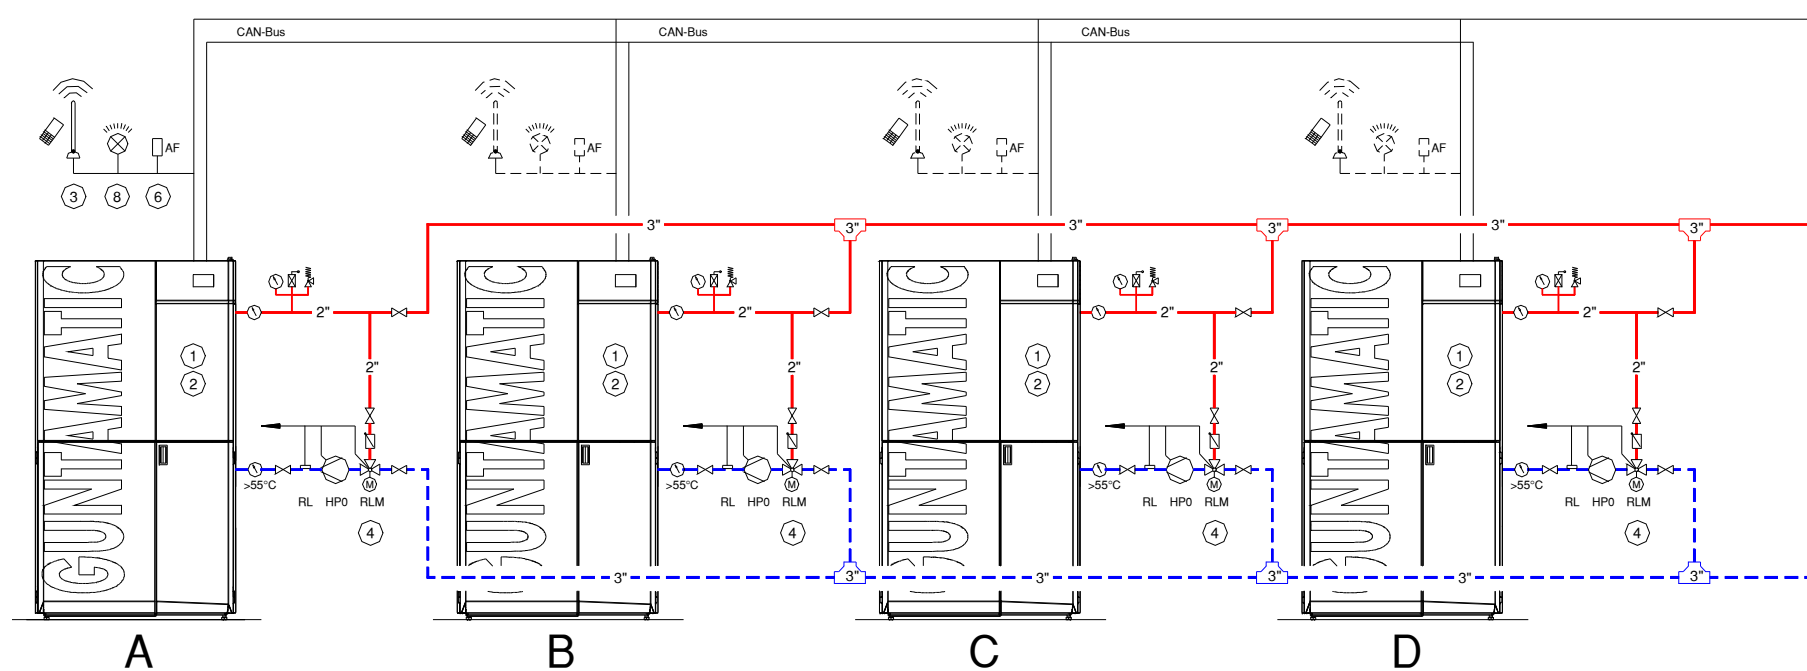 CAN-Bus CAN-Bus CAN-Bus
AF AF AF AF
3 8 6
3" 3" 3" 3" 3" 3"
2" 2" 2" 2"
GUNTAMATIC GUNTAMATIC GUNTAMATIC GUNTAMATIC
1 1 1 1
2 2 2 2
2" 2" 2" 2"
M M M M
>55°C >55°C >55°C >55°C
RL HP0 RLM RL HP0 RLM RL HP0 RLM RL HP0 RLM
4 4 4 4
3" 3" 3" 3" 3" 3"
A B C D